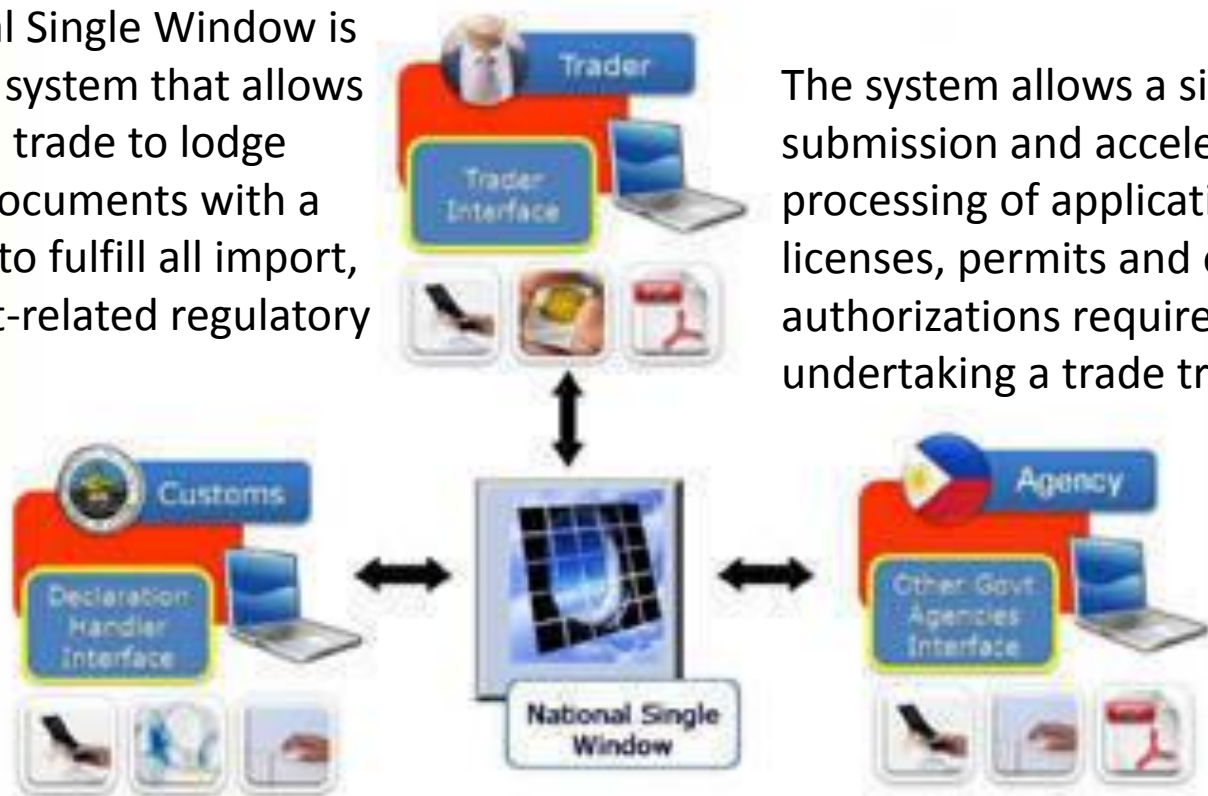 l Single Window is
system that allows
trade to lodge
ocuments with a
to fulfill all import,
t-related regulatory
Trader
Trader
Interface
The system allows a si
submission and accele
processing of applicati
licenses, permits and
authorizations require
undertaking a trade tr
Customs
Declaration
Handler
Interface
National Single
Window
Agency
Other Govt
Agencies
Interface